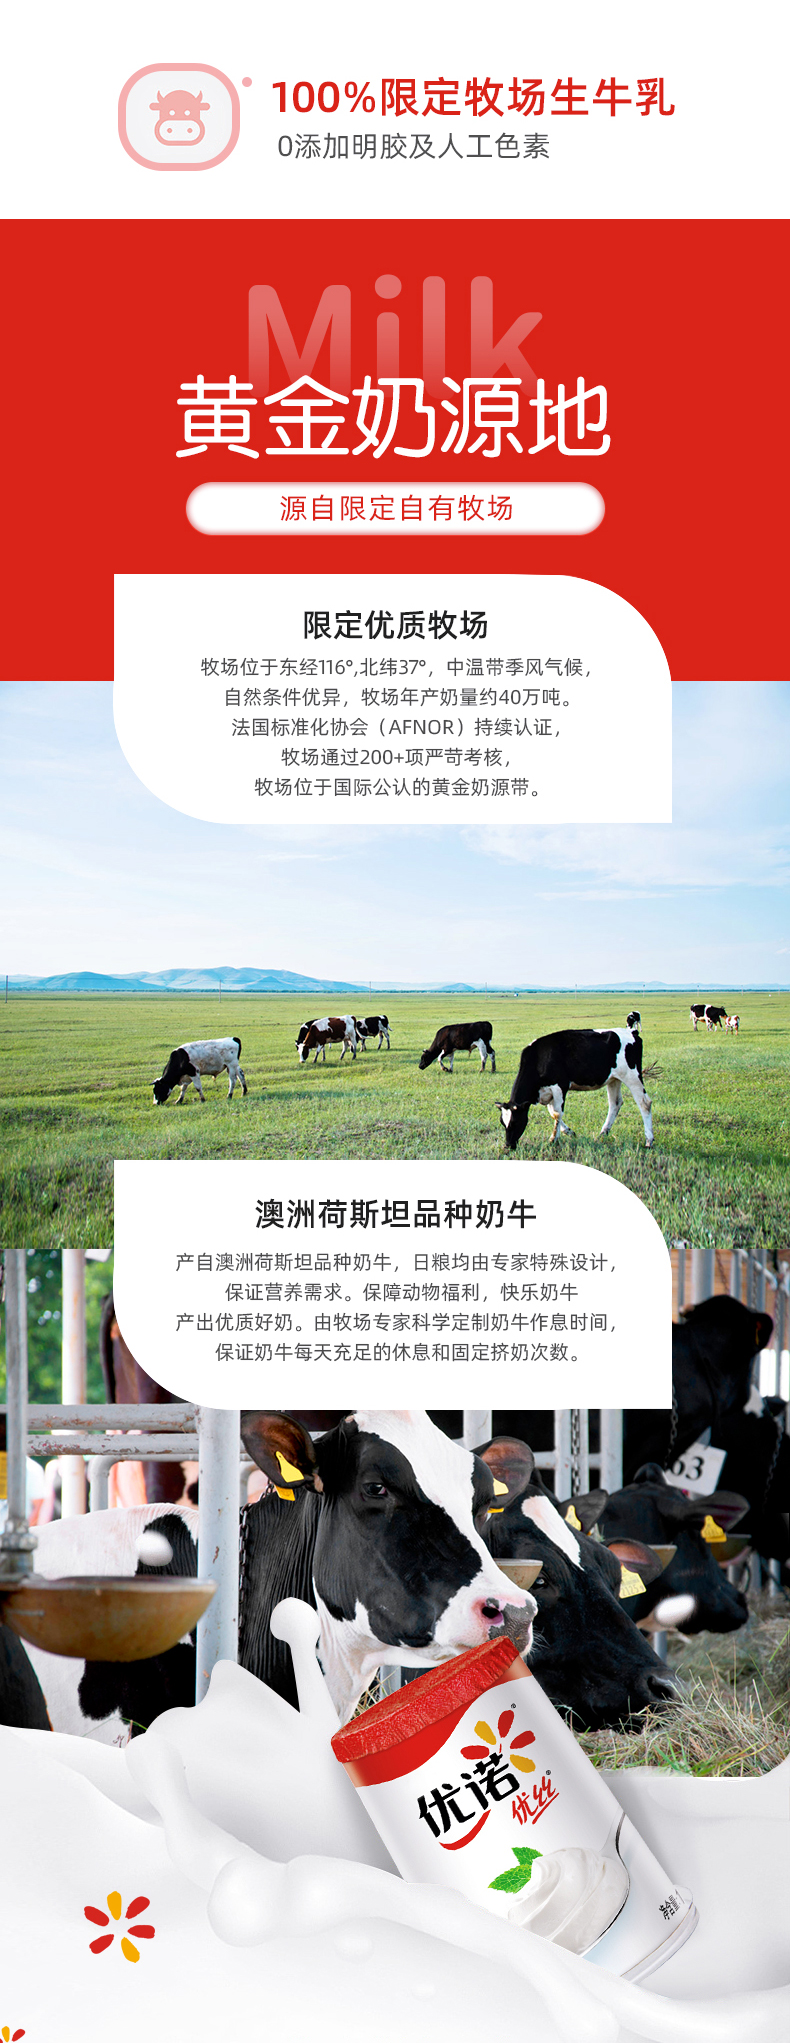 100%限定牧场生牛乳
0添加明胶及人工色素
Milk
黄金奶源地
源自限定自有牧场
限定优质牧场
牧场位于东经116°,北纬37°，中温带季风气候，
自然条件优异，牧场年产奶量约40万吨。
法国标准化协会（AFNOR）持续认证，
牧场通过200+项严苛考核，
牧场位于国际公认的黄金奶源带。
澳洲荷斯坦品种奶牛
产自澳洲荷斯坦品种奶牛，日粮均由专家特殊设计，
保证营养需求。保障动物福利，快乐奶牛
产出优质好奶。由牧场专家科学定制奶牛作息时间，
保证奶牛每天充足的休息和固定挤奶次数。
63
优诺®
优丝®